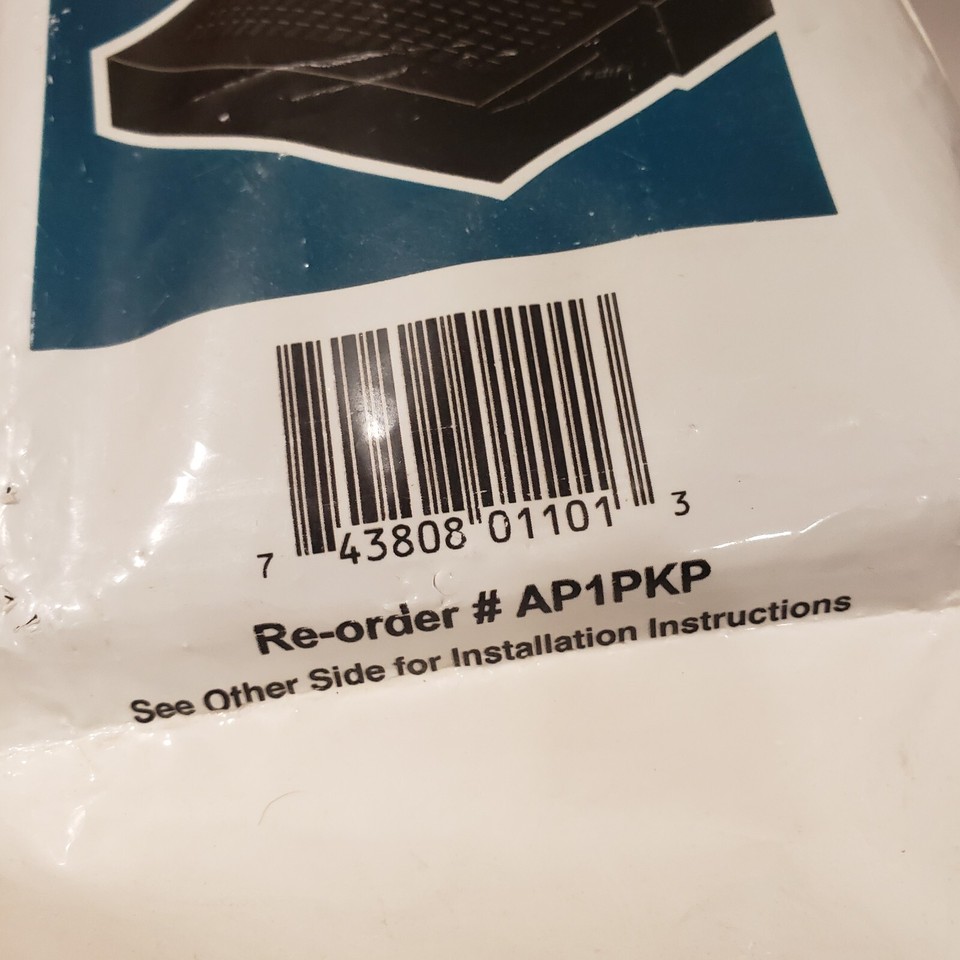 7 43808 01101 3
Re-order # AP1PKP
See Other Side for Installation Instructions